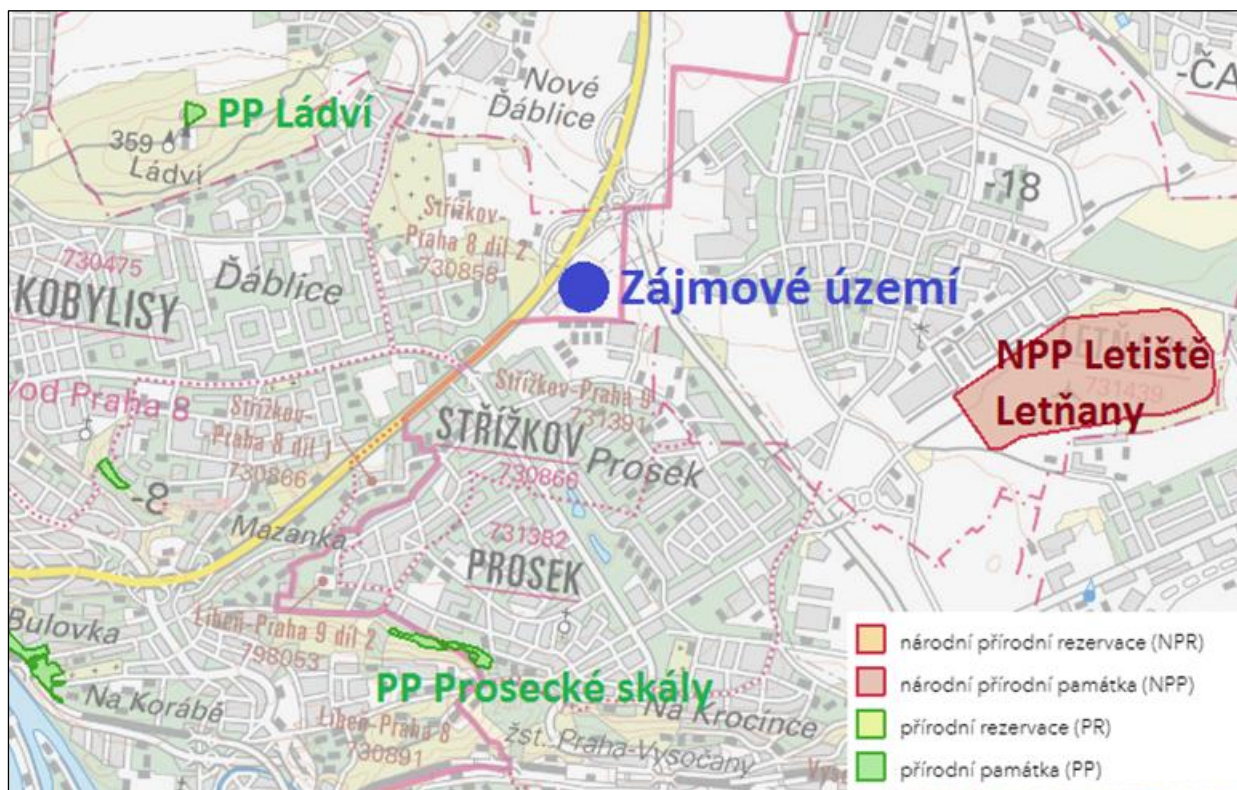 Nové
Ďáblice
-ČA
PP Ládví
359
Ládví
-18
Střížkov-
Praha 8 díl 2
730858
730475
Ďáblice
KOBYLISY
Zájmové území
NPP Letiště
731439
Letňany
vod Praha 8
Střížkov-
Praha 8 díl 1
730866
Střížkov-Praha 9
731391
STŘÍŽKOV
Prosek
730860
-8
Mazanka
731382
PROSEK
Bulovka
Libeň-Praha 9 díl 2
798053
PP Prosecké skály
Na Korábě
Libeň-Praha 8
730891
Na Krocínce
žst. Praha-Vysočany
národní přírodní rezervace (NPR)
národní přírodní památka (NPP)
přírodní rezervace (PR)
přírodní památka (PP)